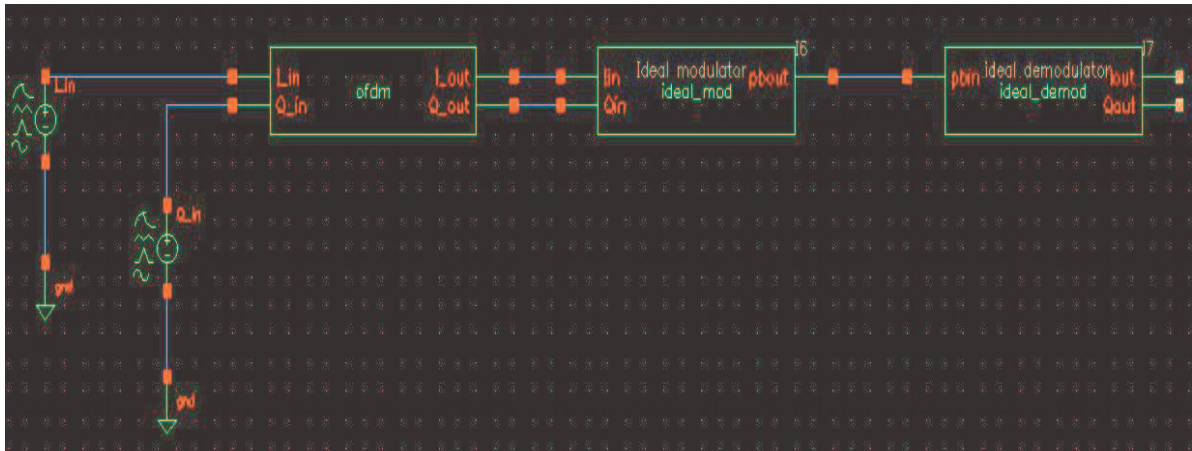 I_in
gnd
Q_in
gnd
I_in
Q_in
ofdm
I_out
Q_out
I6
Ideal modulator
ideal_mod
Iin
Qin
pbout
I7
Ideal demodulator
ideal_demod
pbin
Iout
Qout